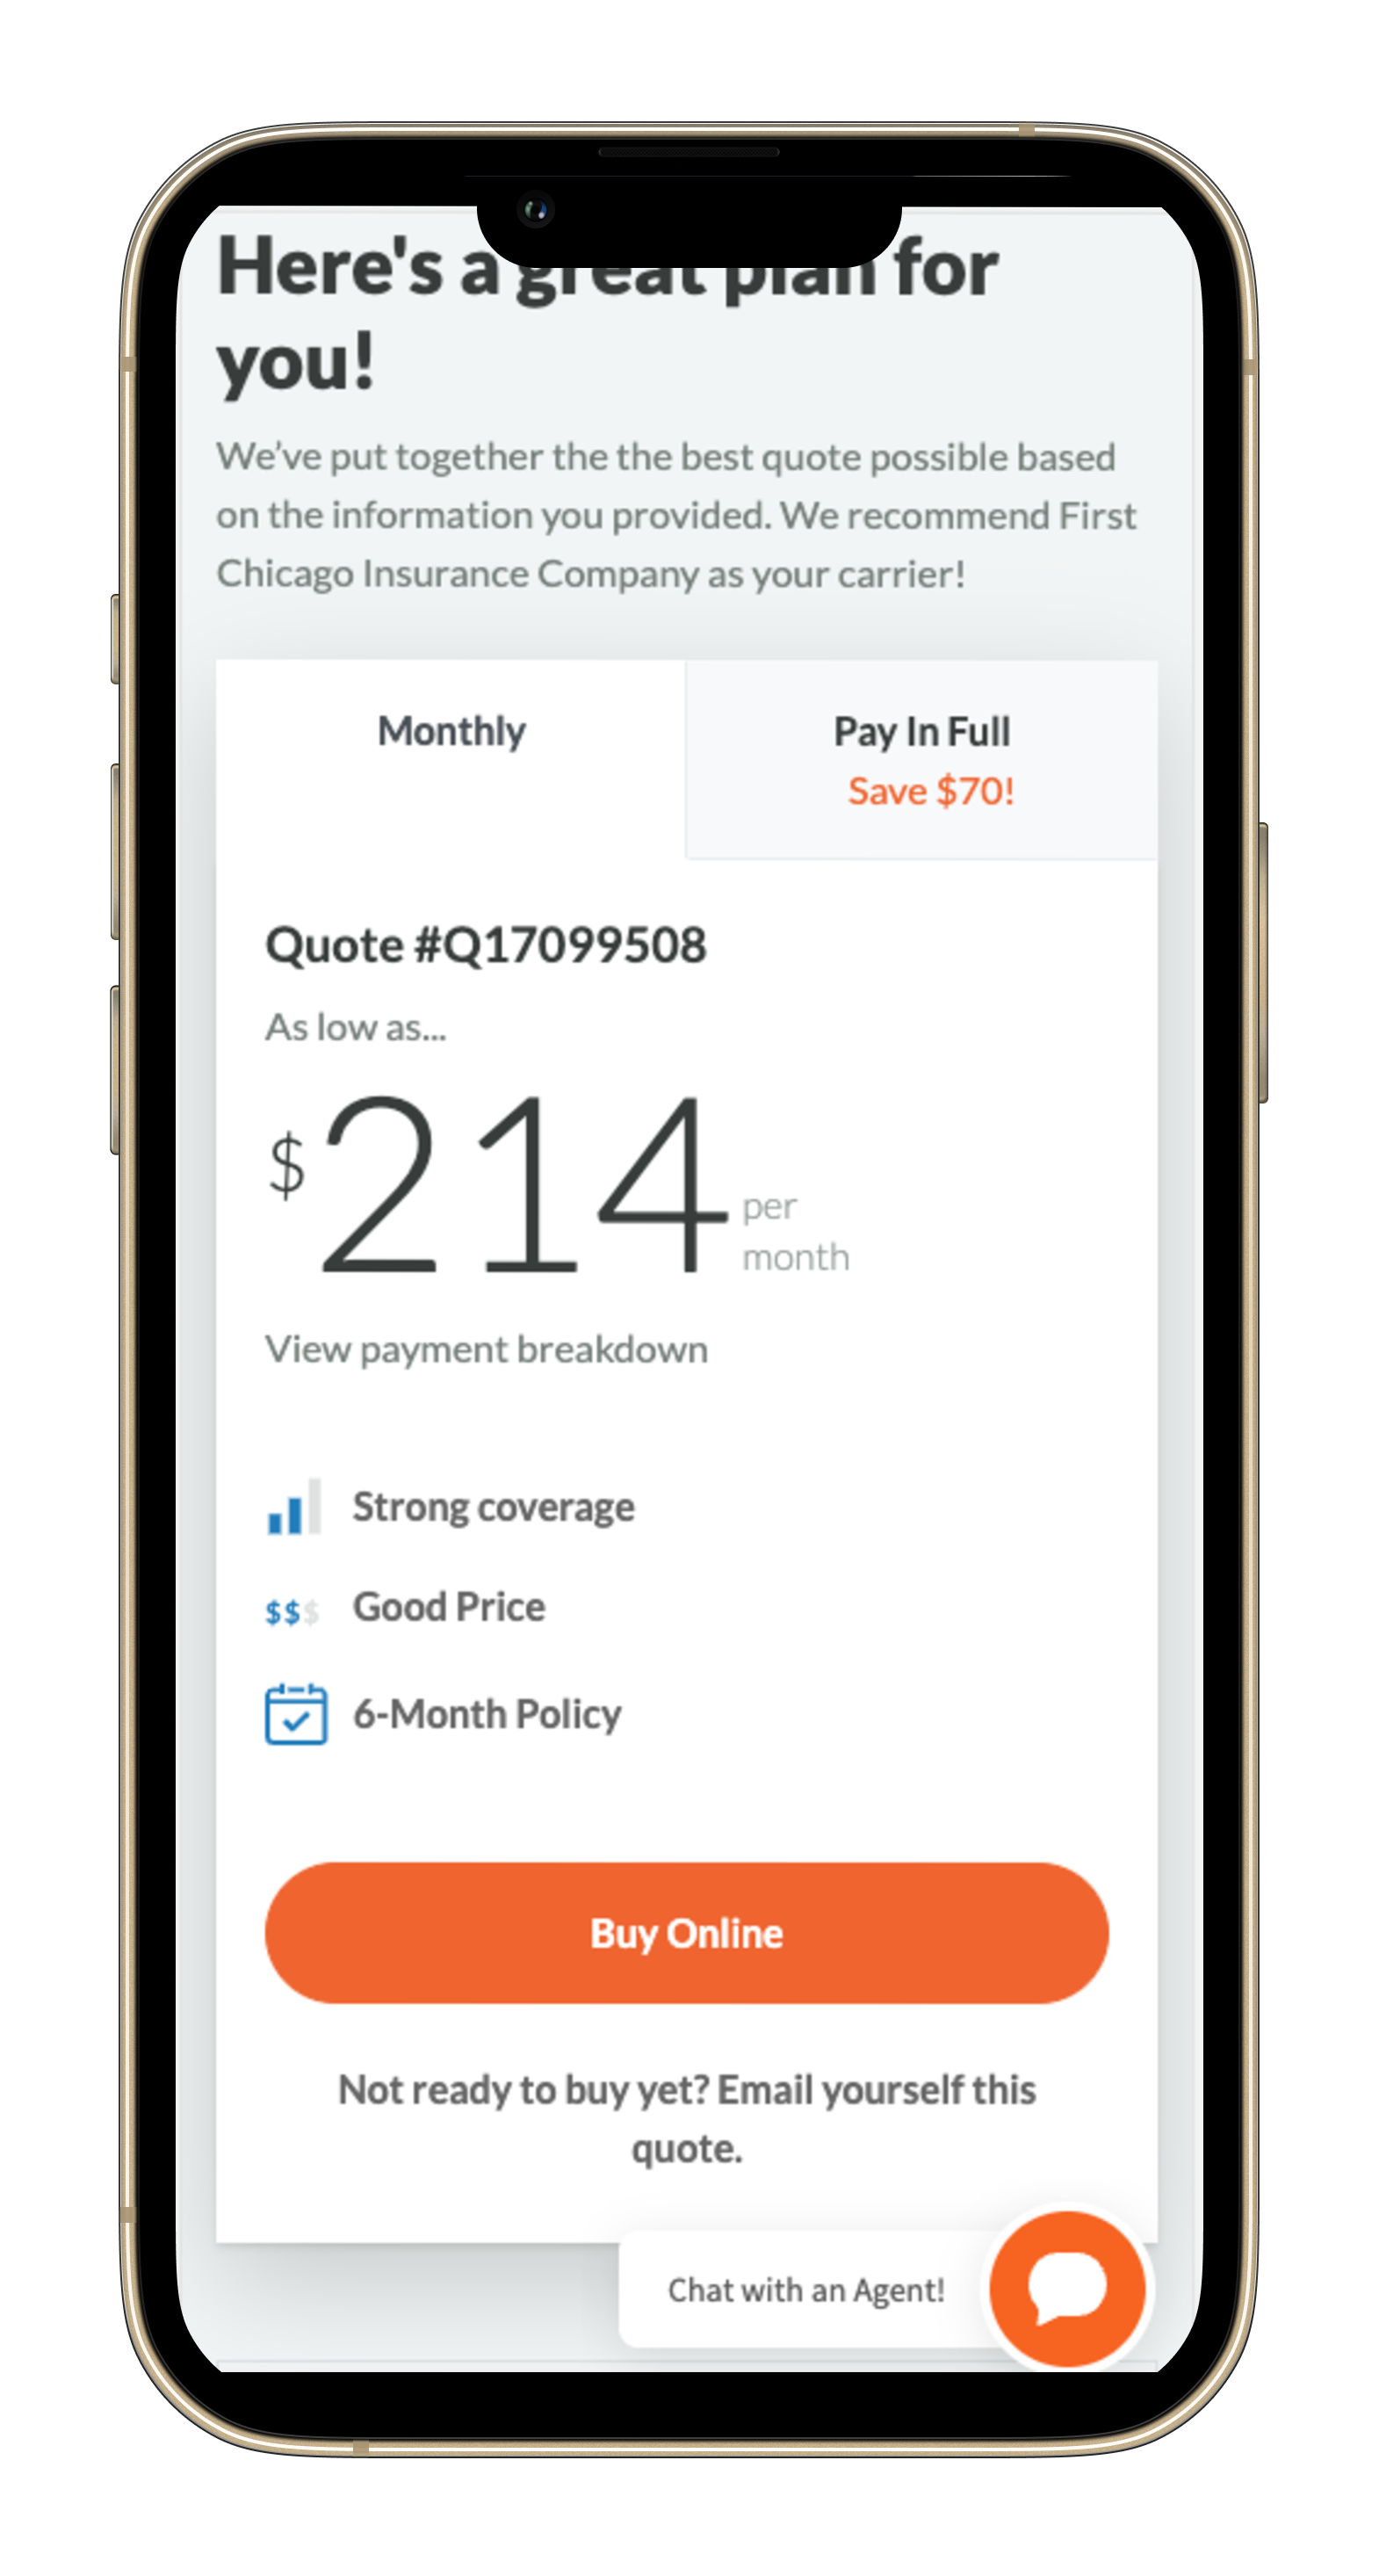 Here's a great plan for
you!
We've put together the the best quote possible based
on the information you provided. We recommend First
Chicago Insurance Company as your carrier!
Monthly
Pay In Full
Save $70!
Quote #Q17099508
As low as...
$214 per
month
View payment breakdown
Strong coverage
$$$ Good Price
6-Month Policy
Buy Online
Not ready to buy yet? Email yourself this
quote.
Chat with an Agent!